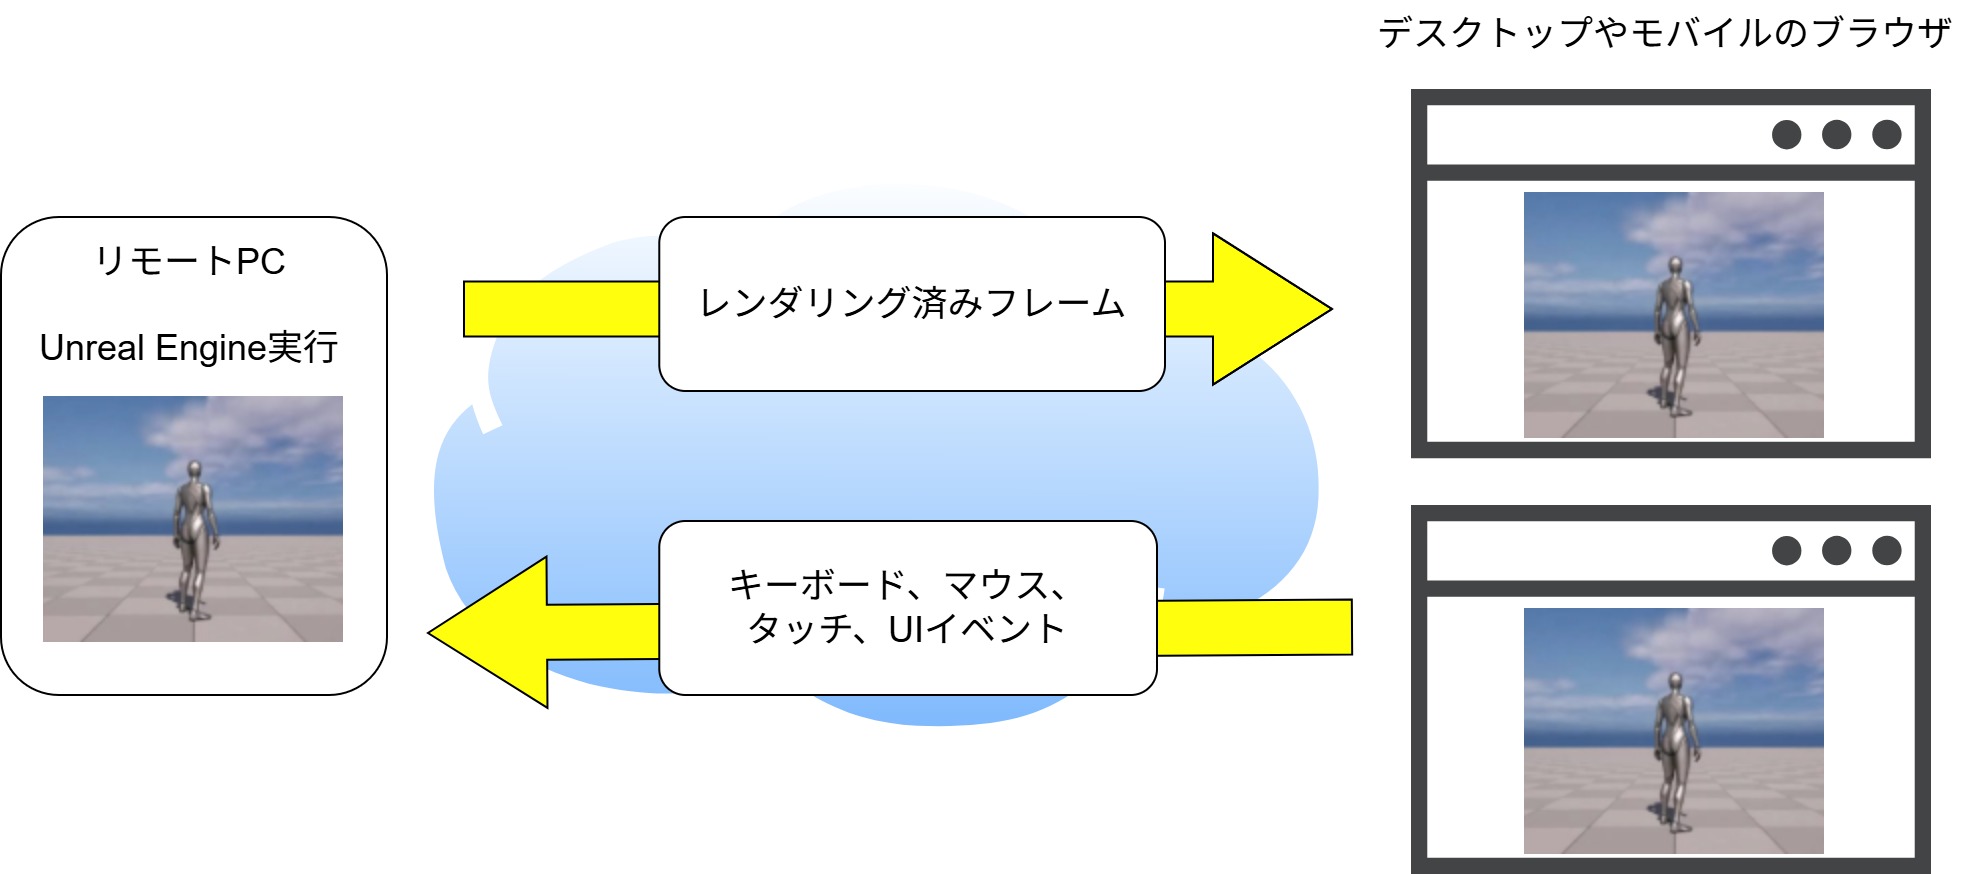 デスクトップやモバイルのブラウザ
リモートPC
Unreal Engine実行
レンダリング済みフレーム
キーボード、マウス、
タッチ、UIイベント